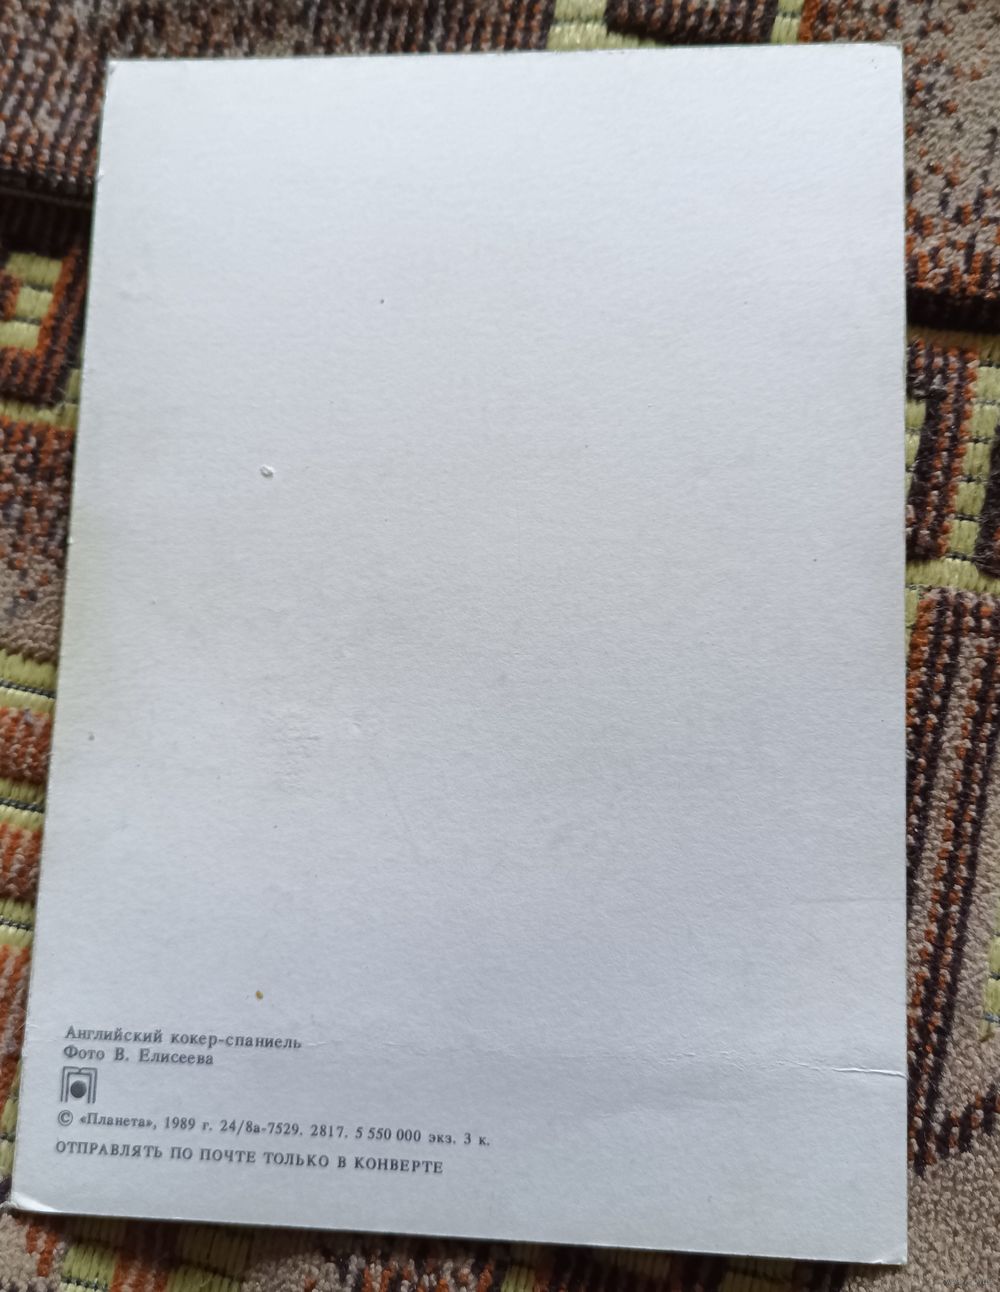 Английский кокер-спаниель
Фото В. Елисеева
© «Планета», 1989 г. 24/8а-7529. 2817. 5 550 000 экз. 3 к.
ОТПРАВЛЯТЬ ПО ПОЧТЕ ТОЛЬКО В КОНВЕРТЕ